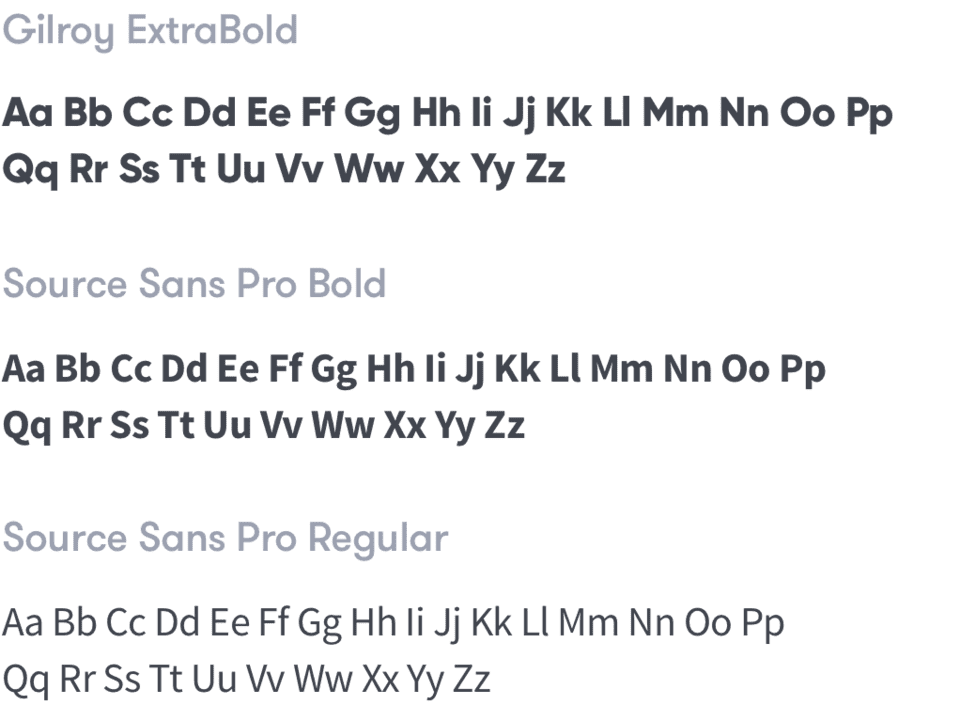 Gilroy ExtraBold
Aa Bb Cc Dd Ee Ff Gg Hh Ii Jj Kk Ll Mm Nn Oo Pp
Qq Rr Ss Tt Uu Vv Ww Xx Yy Zz
Source Sans Pro Bold
Aa Bb Cc Dd Ee Ff Gg Hh Ii Jj Kk Ll Mm Nn Oo Pp
Qq Rr Ss Tt Uu Vv Ww Xx Yy Zz
Source Sans Pro Regular
Aa Bb Cc Dd Ee Ff Gg Hh Ii Jj Kk Ll Mm Nn Oo Pp
Qq Rr Ss Tt Uu Vv Ww Xx Yy Zz